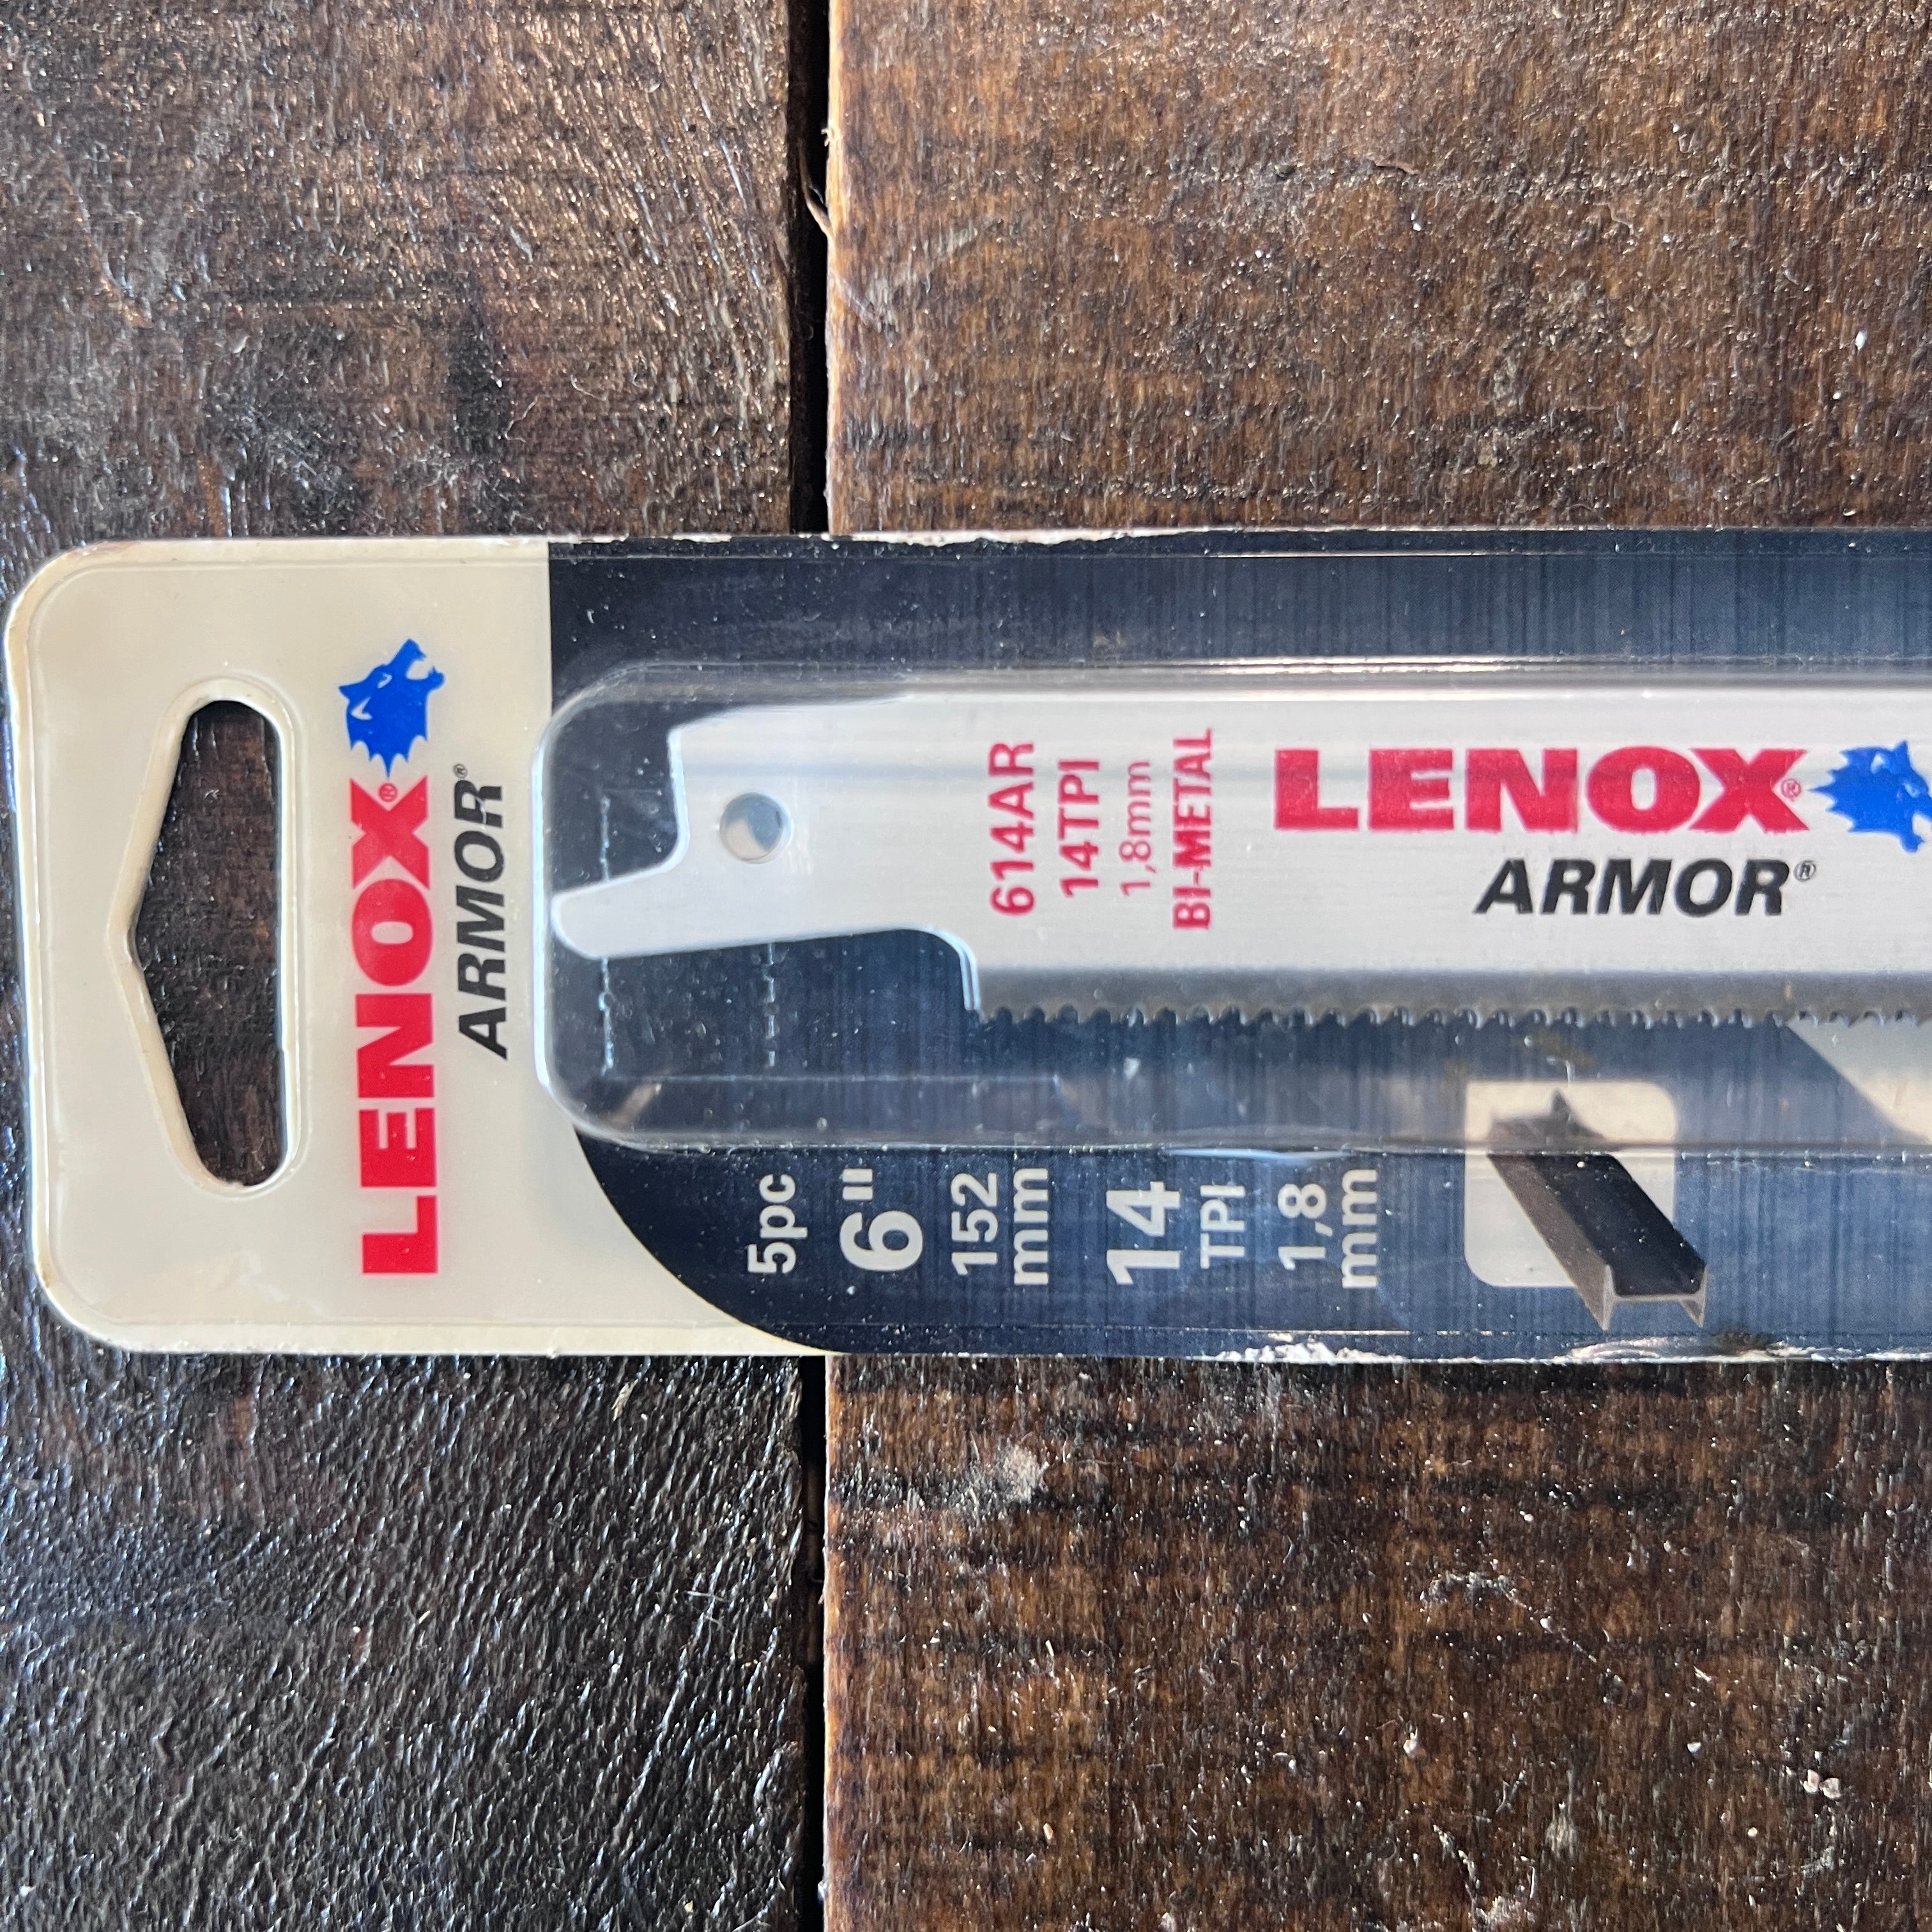 LENOX®
ARMOR®
5pc
6"
152
mm
14
TPI
1,8
mm
614AR
14TPI
1,8mm
BI-METAL
LENOX®
ARMOR®